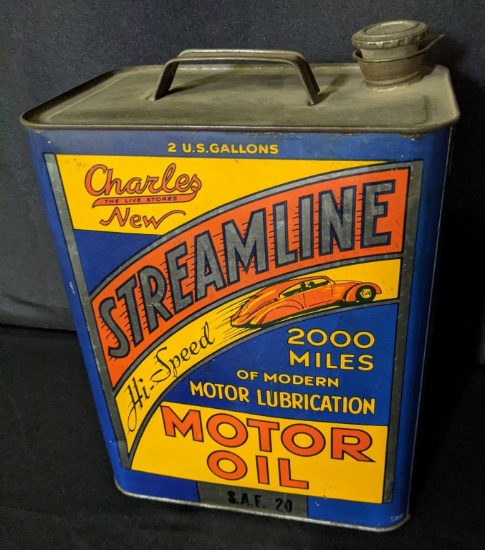 2 U.S. GALLONS
Charles
THE LIVE STORES
New
STREAMLINE
Hi-Speed
2000
MILES
OF MODERN
MOTOR LUBRICATION
MOTOR
OIL
S.A.E. 20